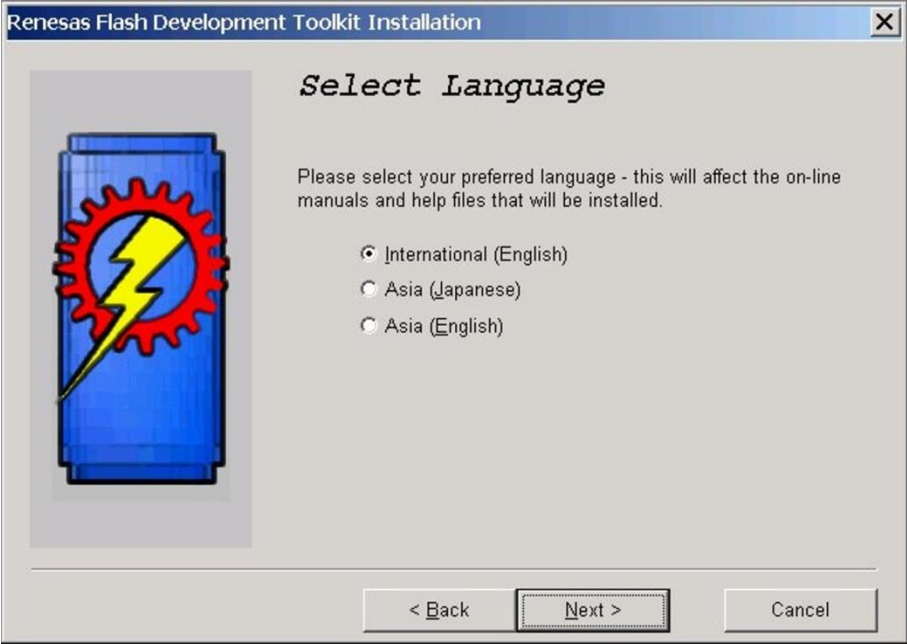 Renesas Flash Development Toolkit Installation
Select Language
Please select your preferred language - this will affect the on-line
manuals and help files that will be installed.
International (English)
Asia (Japanese)
Asia (English)
< Back
Next >
Cancel